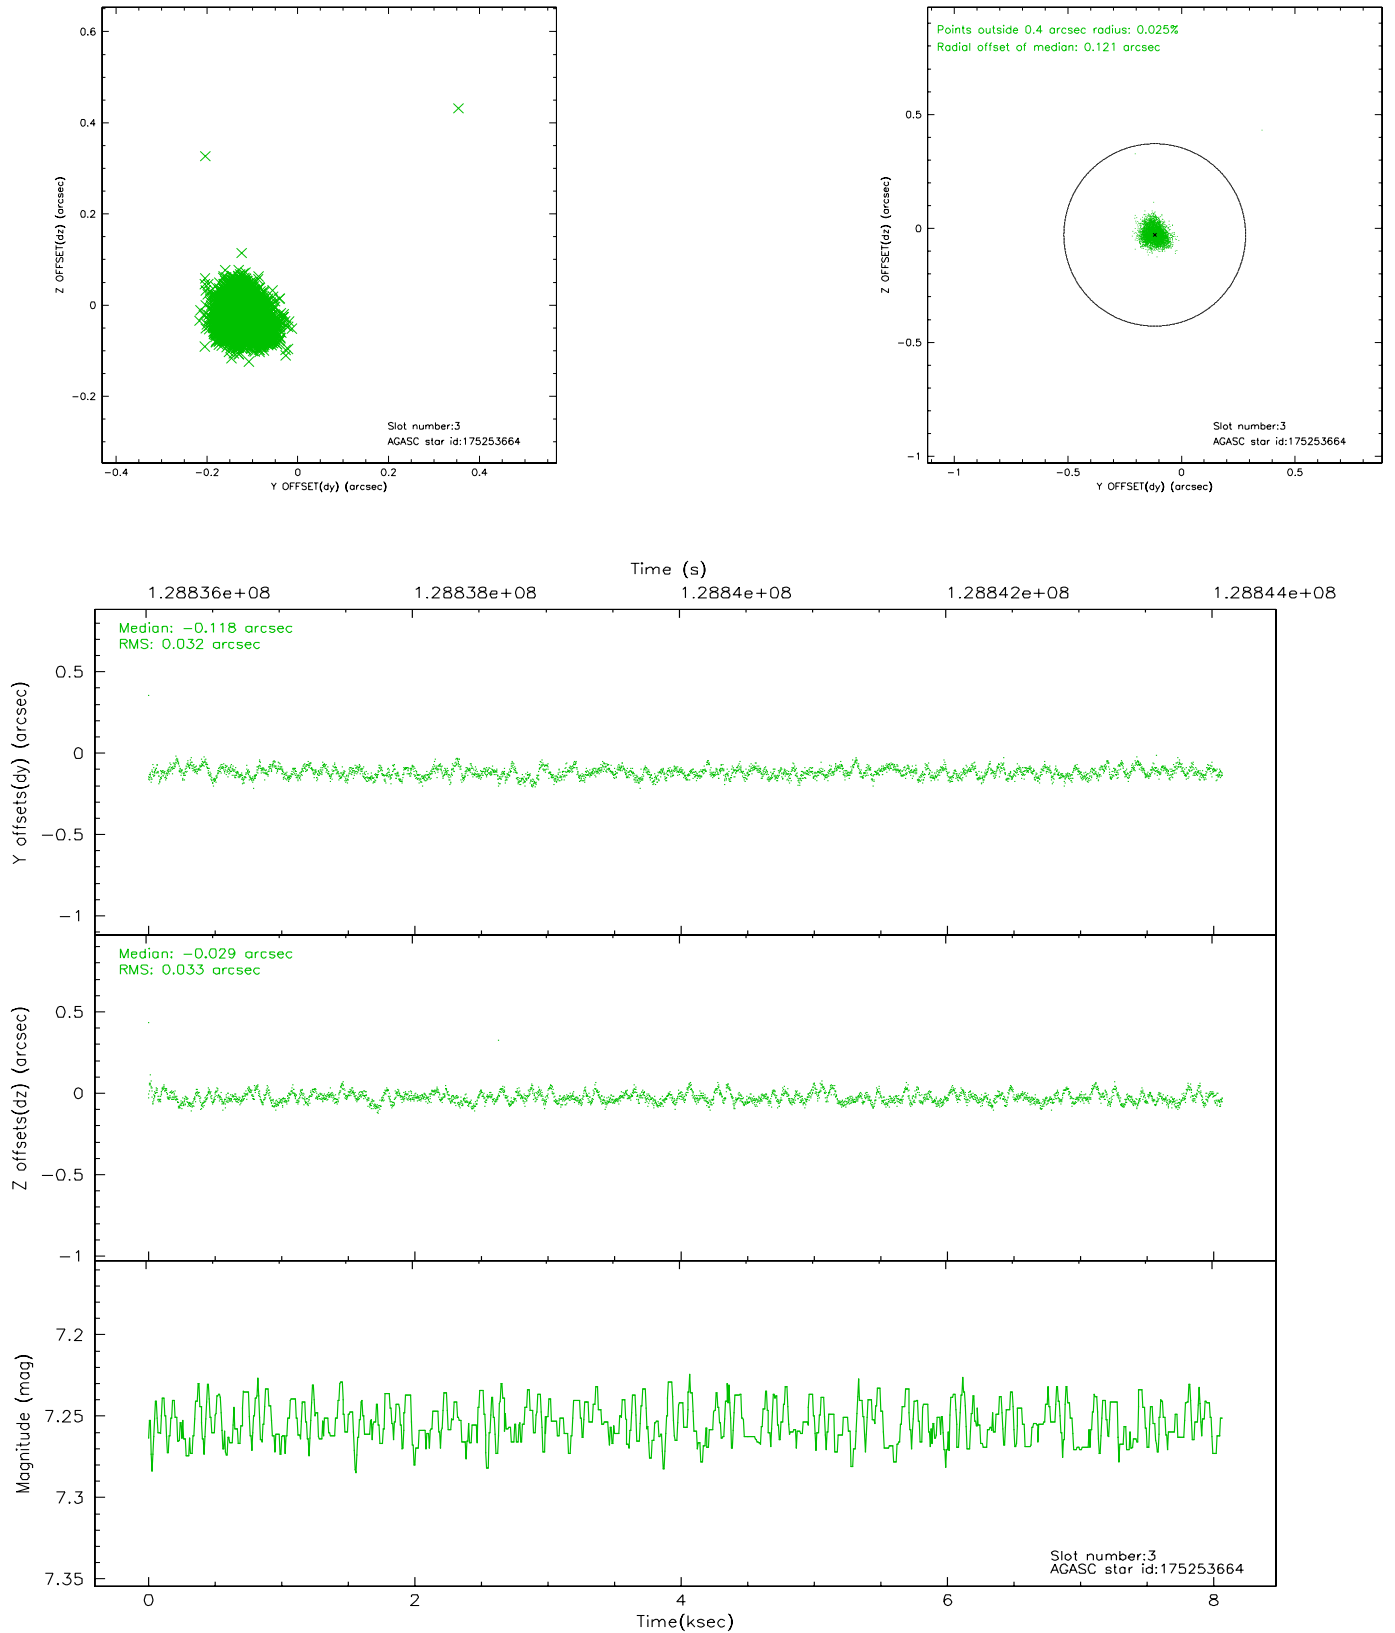 0.6
0.4
0.2
0
−0.2
Z OFFSET(dz) (arcsec)
Slot number:3
AGASC star id:175253664
−0.4 −0.2 0 0.2 0.4
Y OFFSET(dy) (arcsec)
Points outside 0.4 arcsec radius: 0.025%
Radial offset of median: 0.121 arcsec
0.5
0
−0.5
−1
Z OFFSET(dz) (arcsec)
Slot number:3
AGASC star id:175253664
−1 −0.5 0 0.5
Y OFFSET(dy) (arcsec)
Time (s)
1.28836e+08 1.28838e+08 1.2884e+08 1.28842e+08 1.28844e+08
Median: −0.118 arcsec
RMS: 0.032 arcsec
0.5
0
−0.5
−1
Y offsets(dy) (arcsec)
Median: −0.029 arcsec
RMS: 0.033 arcsec
0.5
0
−0.5
−1
Z offsets(dz) (arcsec)
7.2
7.25
7.3
7.35
Magnitude (mag)
Slot number:3
AGASC star id:175253664
0 2 4 6 8
Time(ksec)